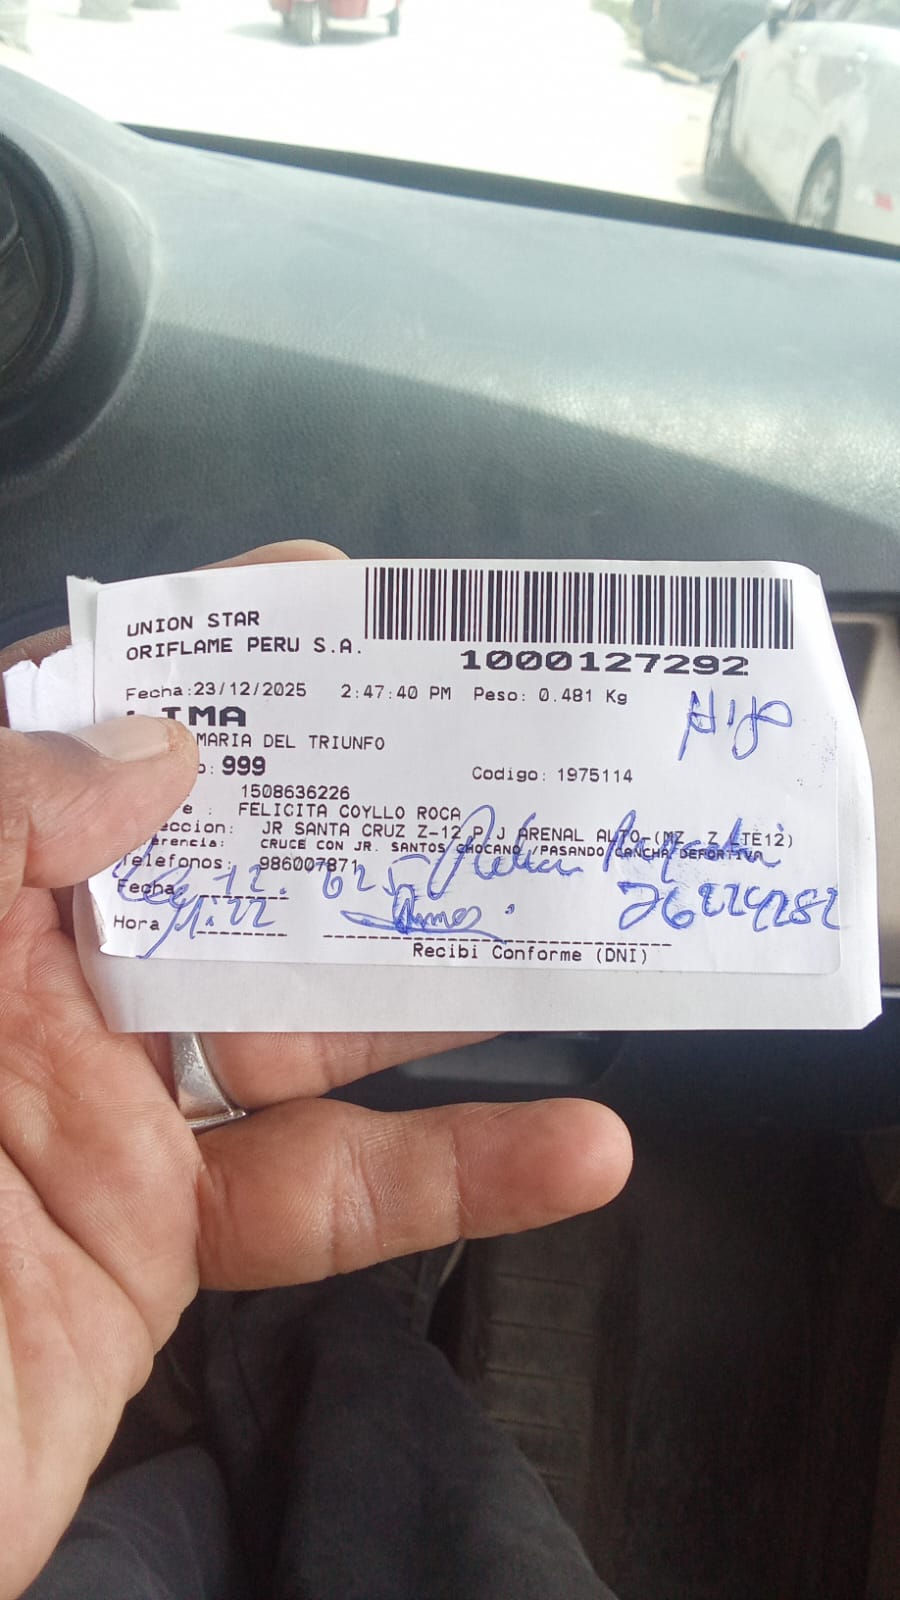 UNION STAR
ORIFLAME PERU S.A.
1000127292
Fecha:23/12/2025 2:47:40 PM Peso: 0.481 Kg
LIMA
MARIA DEL TRIUNFO
999
Codigo: 1975114
1508636226
FELICITA COYLLO ROCA
JR SANTA CRUZ Z-12 P J ARENAL ALTO-(MZ Z LTE12)
CRUCE CON JR. SANTOS CHOCANO /PASANDO CANCHA DEPORTIVA
Telefonos: 986007871
Fecha
Hora
Recibi Conforme (DNI)